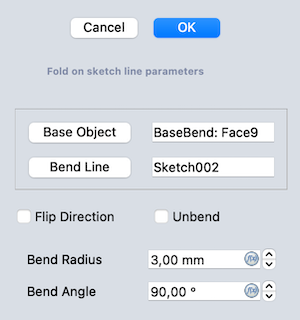 Cancel OK
Fold on sketch line parameters
Base Object BaseBend: Face9
Bend Line Sketch002
Flip Direction Unbend
Bend Radius 3,00 mm f(x)
Bend Angle 90,00 ° f(x)